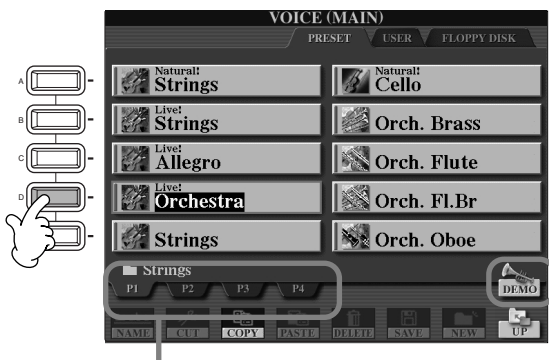 VOICE (MAIN)
PRESET USER FLOPPY DISK
A
Natural!
Strings
Natural!
Cello
B
Live!
Strings
Orch. Brass
C
Live!
Allegro
Orch. Flute
D
Live!
Orchestra
Orch. Fl.Br
Strings
Orch. Oboe
Strings
P1 P2 P3 P4
DEMO
NAME CUT COPY PASTE DELETE SAVE NEW UP